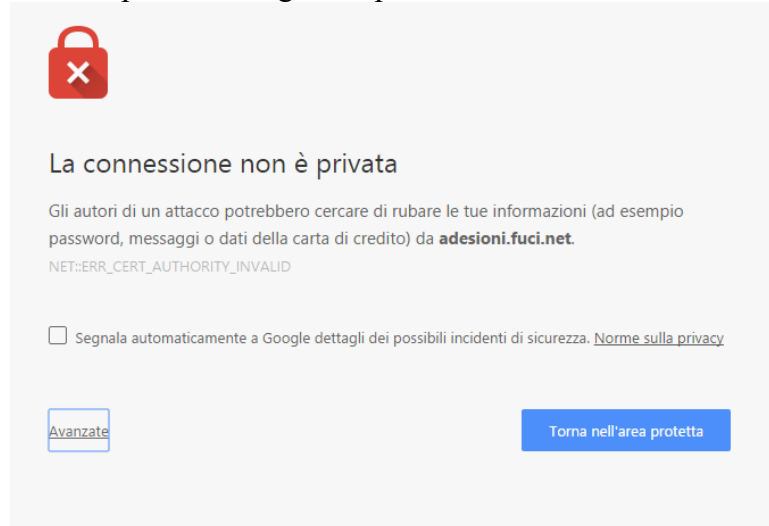 La connessione non è privata
Gli autori di un attacco potrebbero cercare di rubare le tue informazioni (ad esempio
password, messaggi o dati della carta di credito) da adesioni.fuci.net.
NET::ERR_CERT_AUTHORITY_INVALID
Segnala automaticamente a Google dettagli dei possibili incidenti di sicurezza. Norme sulla privacy
Avanzate
Torna nell'area protetta